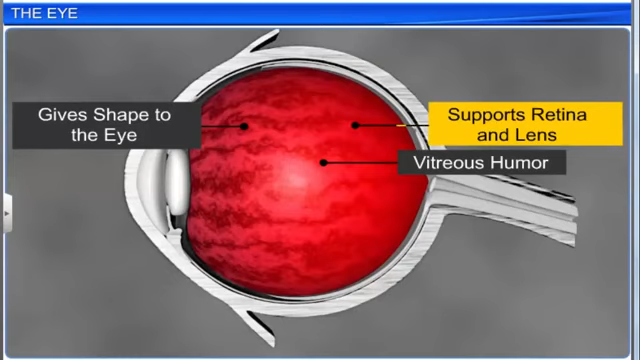 THE EYE
Gives Shape to
the Eye
Supports Retina
and Lens
Vitreous Humor